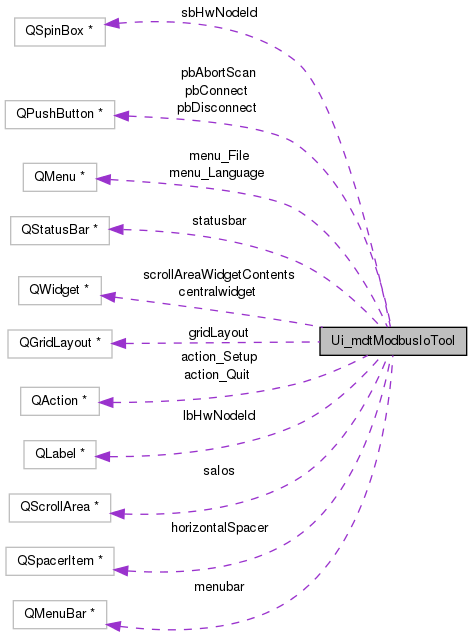 sbHwNodeId
QSpinBox *
pbAbortScan
pbConnect
pbDisconnect
QPushButton *
menu_File
menu_Language
QMenu *
statusbar
QStatusBar *
scrollAreaWidgetContents
centralwidget
QWidget *
gridLayout
Ui_mdtModbusIoTool
QGridLayout *
action_Setup
action_Quit
QAction *
lbHwNodeId
QLabel *
saIos
QScrollArea *
horizontalSpacer
QSpacerItem *
menubar
QMenuBar *